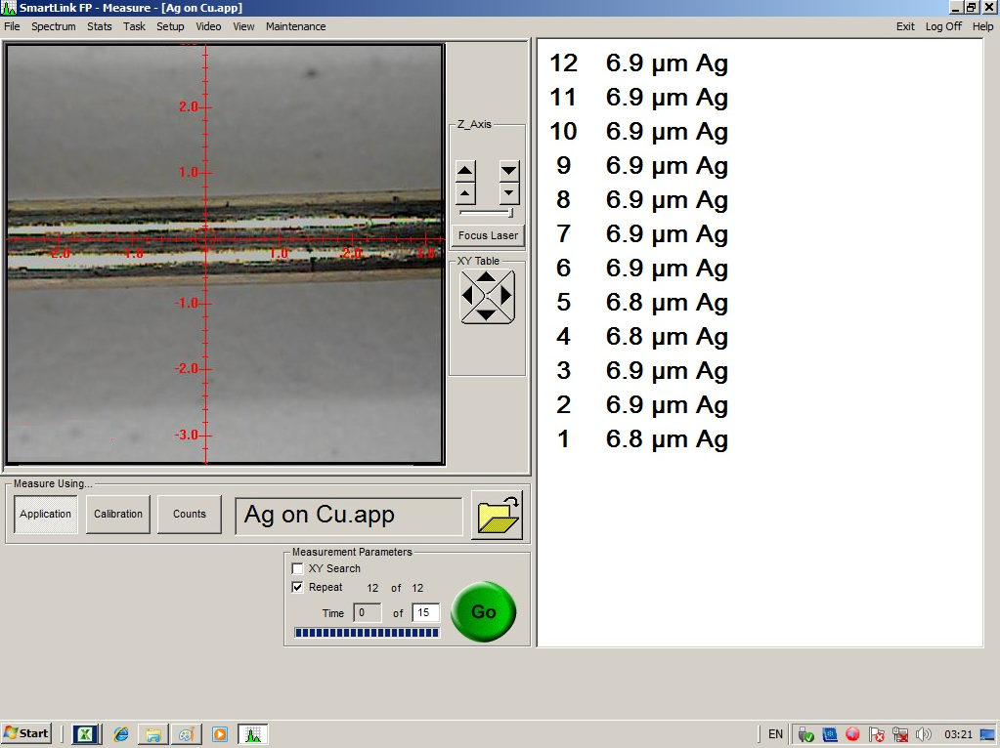 SmartLink FP - Measure - [Ag on Cu.app]
File Spectrum Stats Task Setup Video View Maintenance Exit Log Off Help
2.0
1.0
-2.0 -1.0 1.0 2.0 3.0
-1.0
-2.0
-3.0
Z_Axis
Focus Laser
XY Table
12 6.9 µm Ag
11 6.9 µm Ag
10 6.9 µm Ag
9 6.9 µm Ag
8 6.9 µm Ag
7 6.9 µm Ag
6 6.9 µm Ag
5 6.8 µm Ag
4 6.8 µm Ag
3 6.9 µm Ag
2 6.9 µm Ag
1 6.8 µm Ag
Measure Using...
Application Calibration Counts Ag on Cu.app
Measurement Parameters
XY Search
Repeat 12 of 12
Time 0 of 15
Go
Start EN 03:21